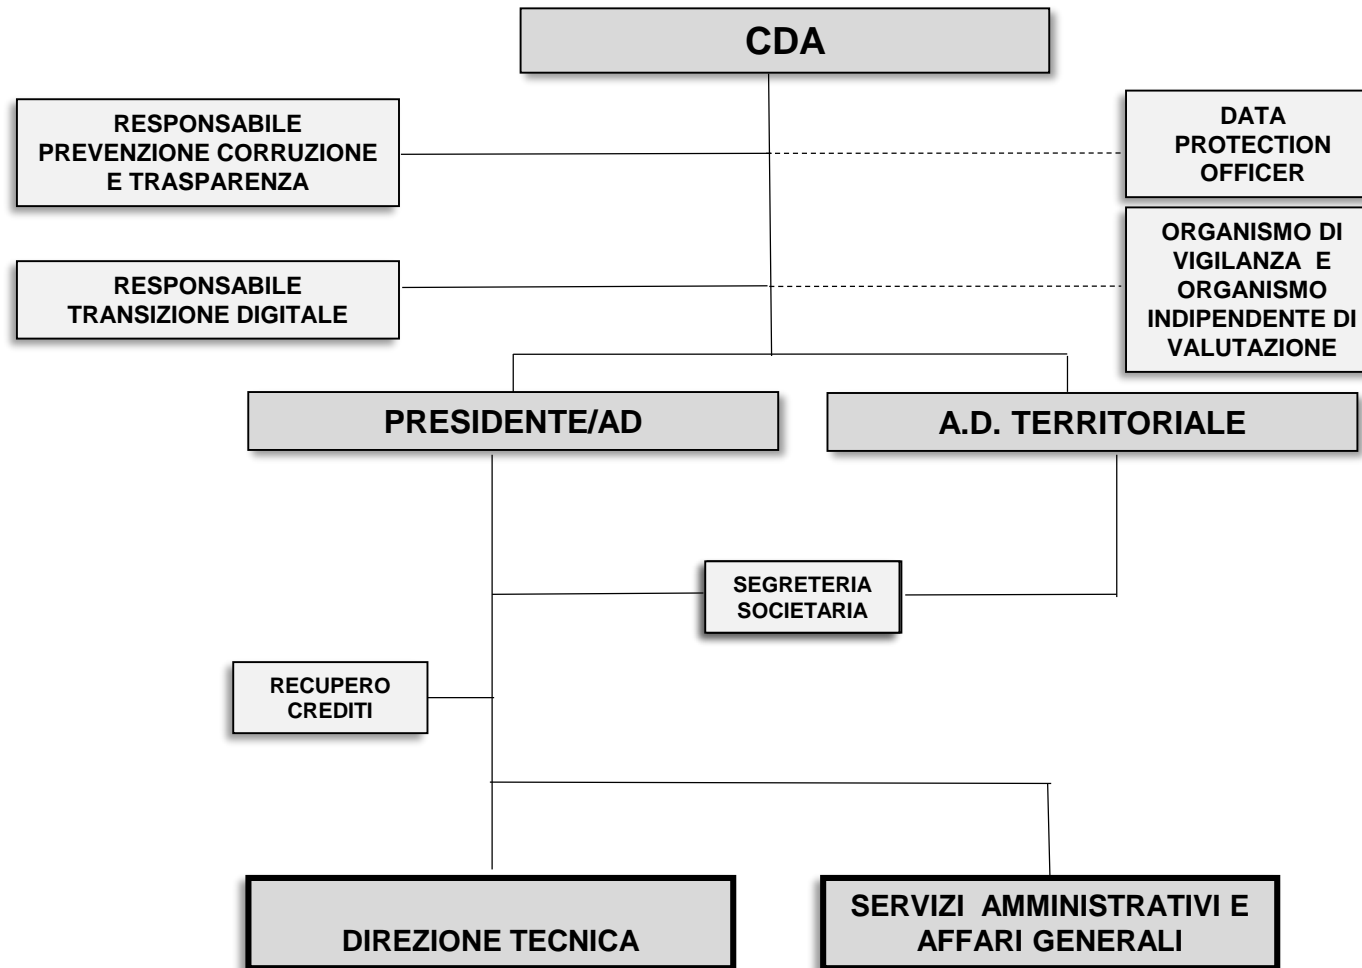 CDA
RESPONSABILE
PREVENZIONE CORRUZIONE
E TRASPARENZA
DATA
PROTECTION
OFFICER
RESPONSABILE
TRANSIZIONE DIGITALE
ORGANISMO DI
VIGILANZA E
ORGANISMO
INDIPENDENTE DI
VALUTAZIONE
PRESIDENTE/AD
A.D. TERRITORIALE
SEGRETERIA
SOCIETARIA
RECUPERO
CREDITI
DIREZIONE TECNICA
SERVIZI AMMINISTRATIVI E
AFFARI GENERALI